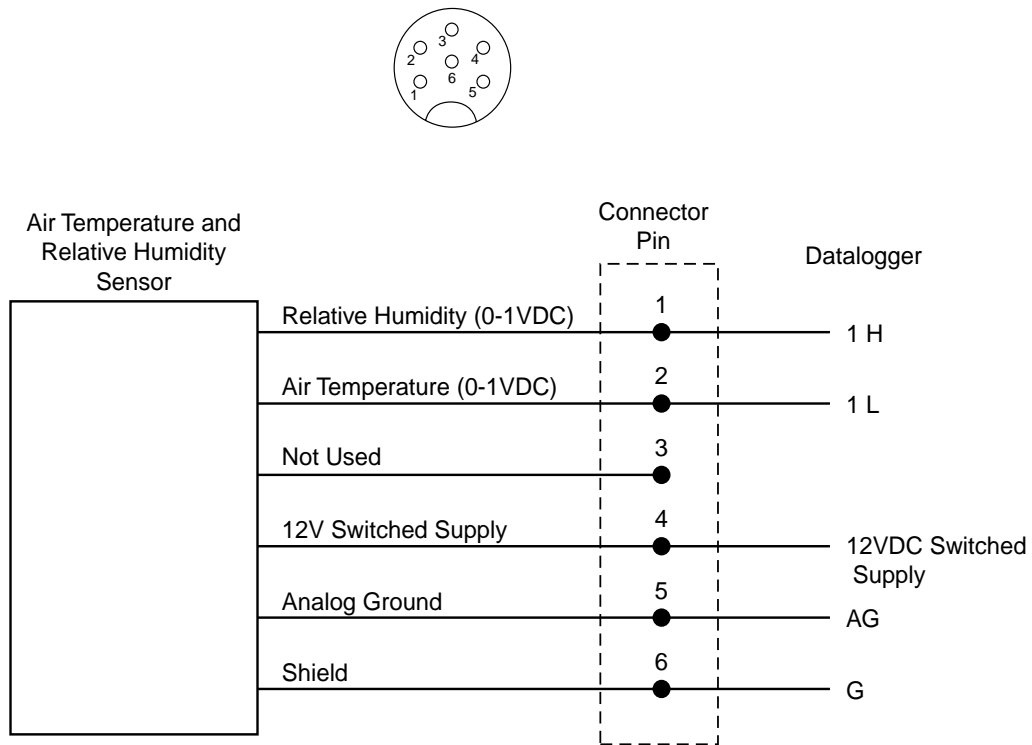 3
2
4
6
1
5
Connector
Pin
Air Temperature and
Relative Humidity
Sensor
Datalogger
Relative Humidity (0-1VDC)
1
1 H
Air Temperature (0-1VDC)
2
1 L
Not Used
3
12V Switched Supply
4
12VDC Switched
Supply
Analog Ground
5
AG
Shield
6
G